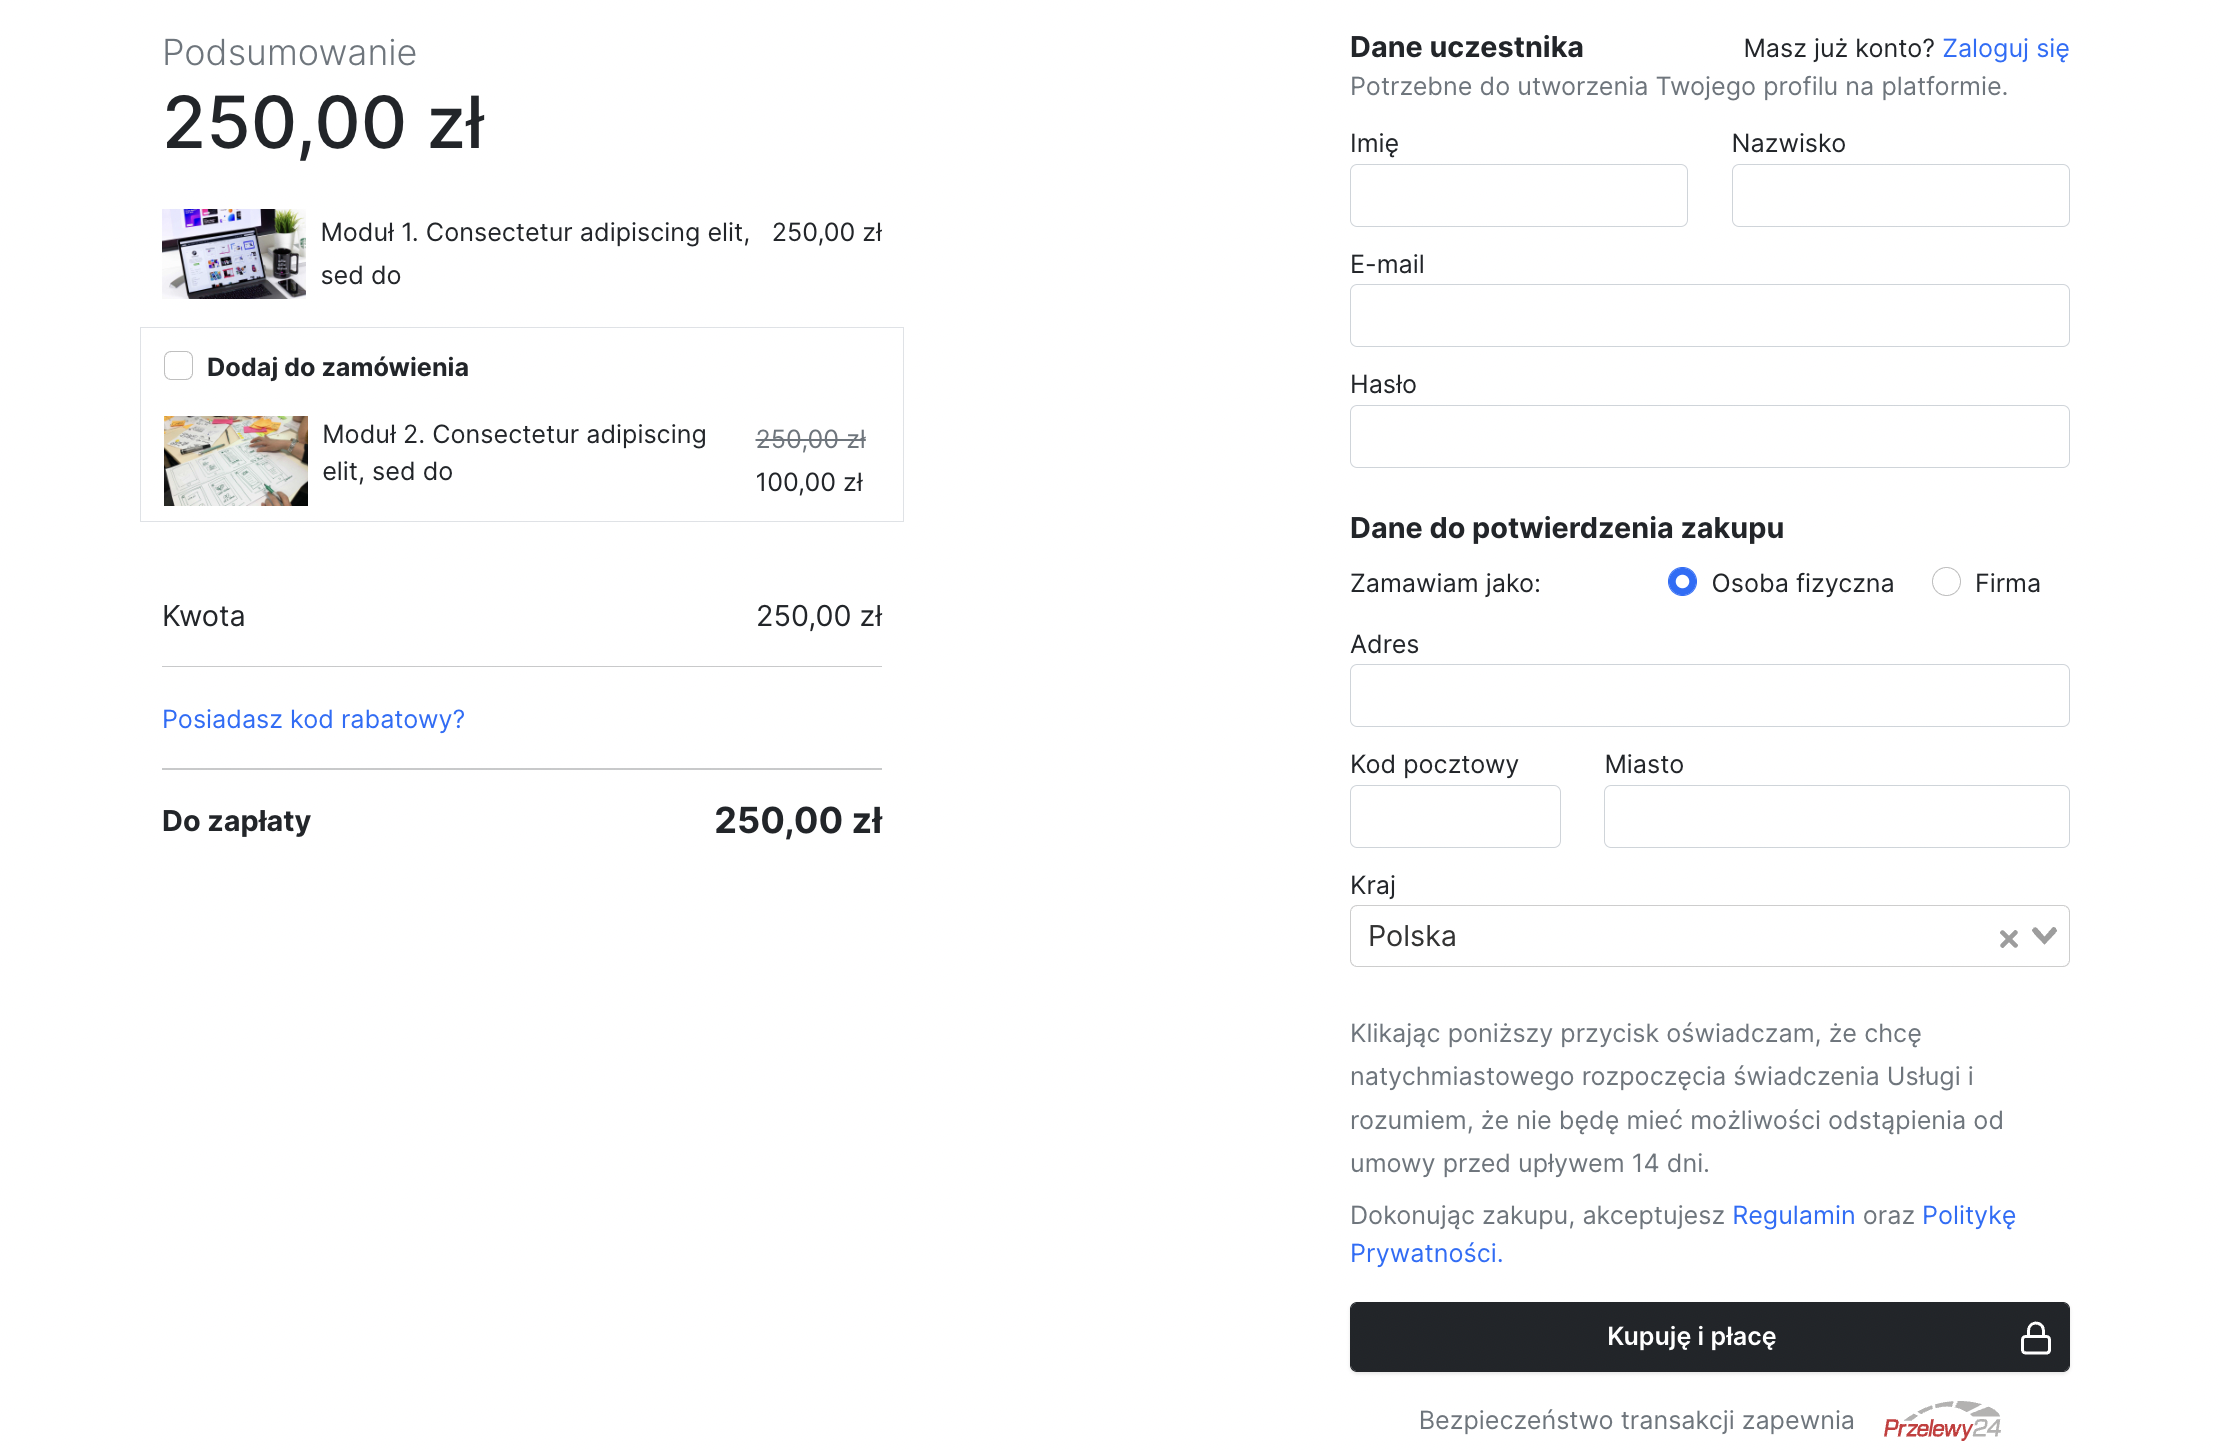 Podsumowanie
250,00 zł
Moduł 1. Consectetur adipiscing elit, 250,00 zł
sed do
Dodaj do zamówienia
Moduł 2. Consectetur adipiscing 250,00 zł
elit, sed do 100,00 zł
Kwota 250,00 zł
Posiadasz kod rabatowy?
Do zapłaty 250,00 zł
Dane uczestnika Masz już konto? Zaloguj się
Potrzebne do utworzenia Twojego profilu na platformie.
Imię Nazwisko
E-mail
Hasło
Dane do potwierdzenia zakupu
Zamawiam jako: Osoba fizyczna Firma
Adres
Kod pocztowy Miasto
Kraj
Polska
Klikając poniższy przycisk oświadczam, że chcę
natychmiastowego rozpoczęcia świadczenia Usługi i
rozumiem, że nie będę mieć możliwości odstąpienia od
umowy przed upływem 14 dni.
Dokonując zakupu, akceptujesz Regulamin oraz Politykę
Prywatności.
Kupuję i płacę
Bezpieczeństwo transakcji zapewnia Przelewy24